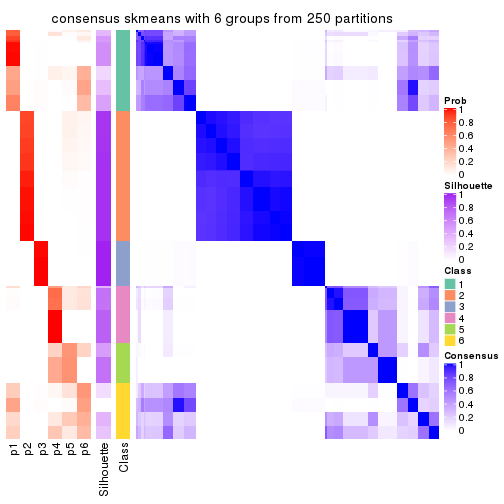 consensus skmeans with 6 groups from 250 partitions
Prob
1
0.8
0.6
0.4
0.2
0
Silhouette
1
0.8
0.6
0.4
0.2
0
Class
1
2
3
4
5
6
Consensus
1
0.8
0.6
0.4
0.2
0
p1
p2
p3
p4
p5
p6
Silhouette
Class